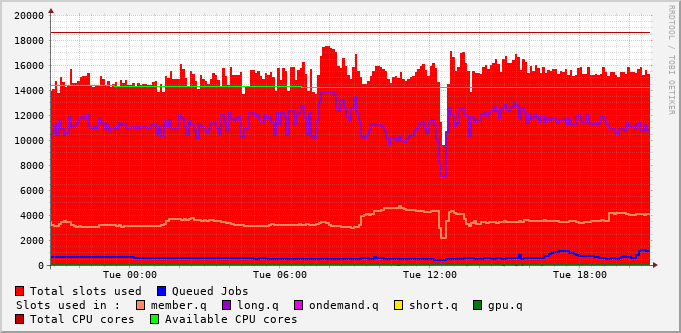 20000
18000
16000
14000
12000
10000
8000
6000
4000
2000
0
Tue 00:00 Tue 06:00 Tue 12:00 Tue 18:00
RRDTOOL / TOBI OETIKER
Total slots used Queued Jobs
Slots used in : member.q long.q ondemand.q short.q gpu.q
Total CPU cores Available CPU cores